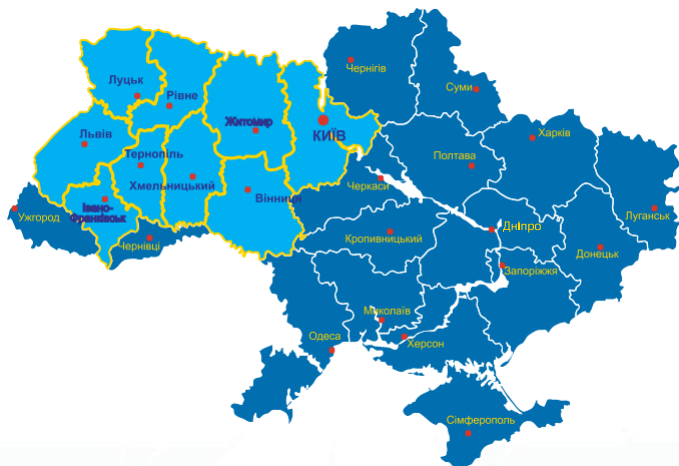 Чернігів
Луцьк
Рівне
Суми
Житомир
КИЇВ
Харків
Львів
Тернопіль
Полтава
Хмельницький
Черкаси
Вінниця
Івано-
Франківськ
Ужгород
Луганськ
Дніпро
Кропивницький
Чернівці
Донецьк
Запоріжжя
Миколаїв
Одеса
Херсон
Сімферополь